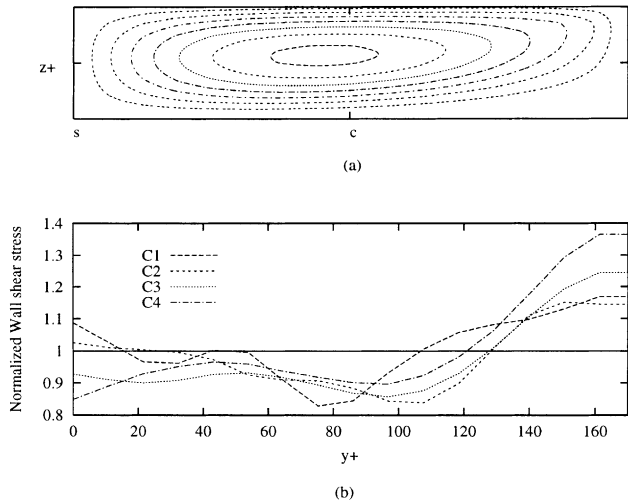 z+
s
c
(a)
Normalized Wall shear stress
1.4
1.3
1.2
1.1
1
0.9
0.8
C1
C2
C3
C4
0 20 40 60 80 100 120 140 160
y+
(b)